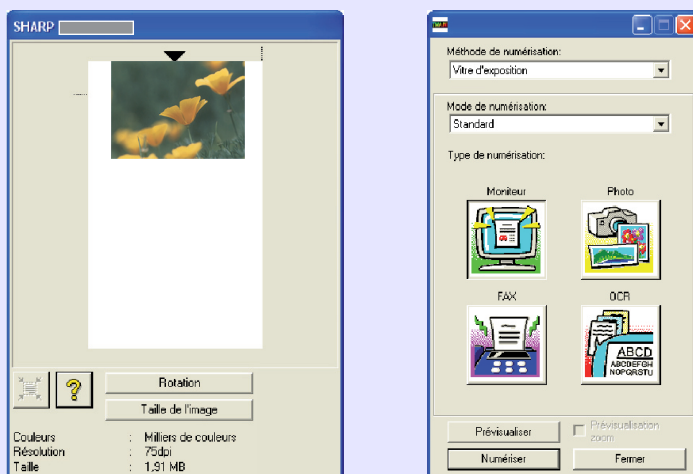 SHARP
Rotation
Taille de l'image
Couleurs : Milliers de couleurs
Résolution : 75dpi
Taille : 1,91 MB
Méthode de numérisation:
Vitre d'exposition
Mode de numérisation:
Standard
Type de numérisation:
Moniteur Photo
FAX OCR
ABCD
ABCDEFGH
NOPQRSTU
Prévisualiser
Prévisualisation
zoom
Numériser Fermer